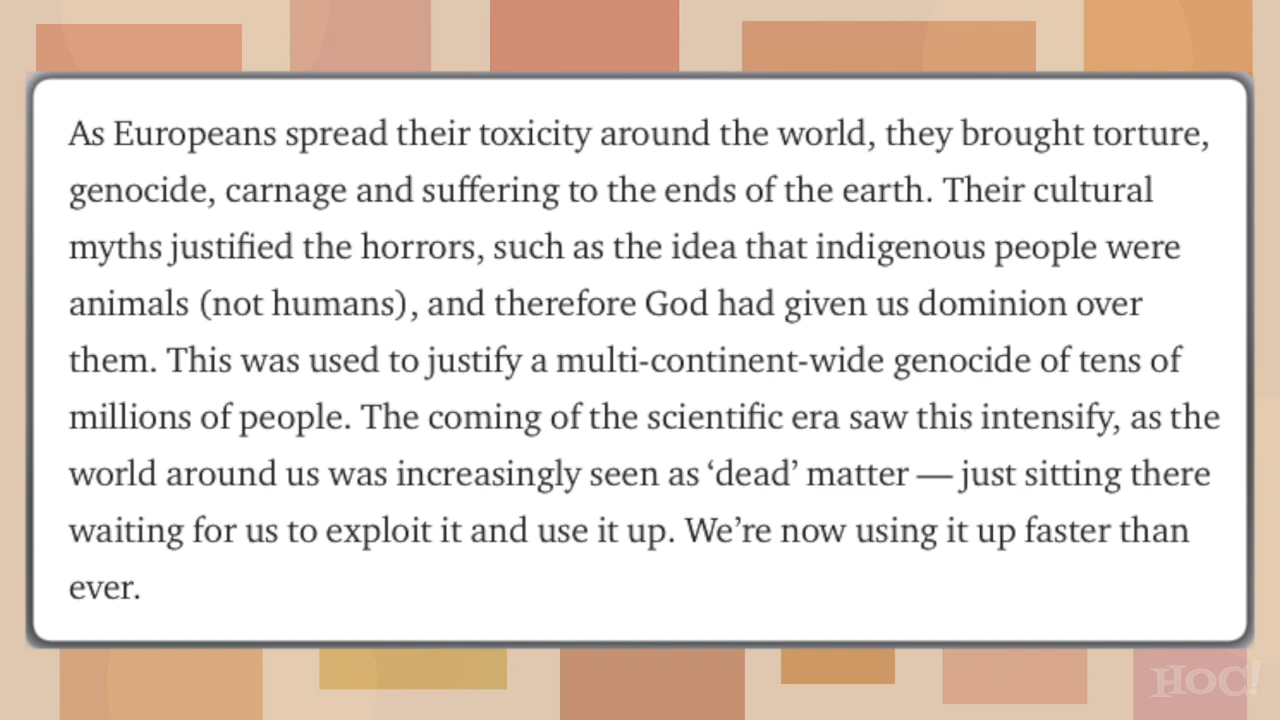 As Europeans spread their toxicity around the world, they brought torture,
genocide, carnage and suffering to the ends of the earth. Their cultural
myths justified the horrors, such as the idea that indigenous people were
animals (not humans), and therefore God had given us dominion over
them. This was used to justify a multi-continent-wide genocide of tens of
millions of people. The coming of the scientific era saw this intensify, as the
world around us was increasingly seen as ‘dead’ matter — just sitting there
waiting for us to exploit it and use it up. We’re now using it up faster than
ever.
HOC!